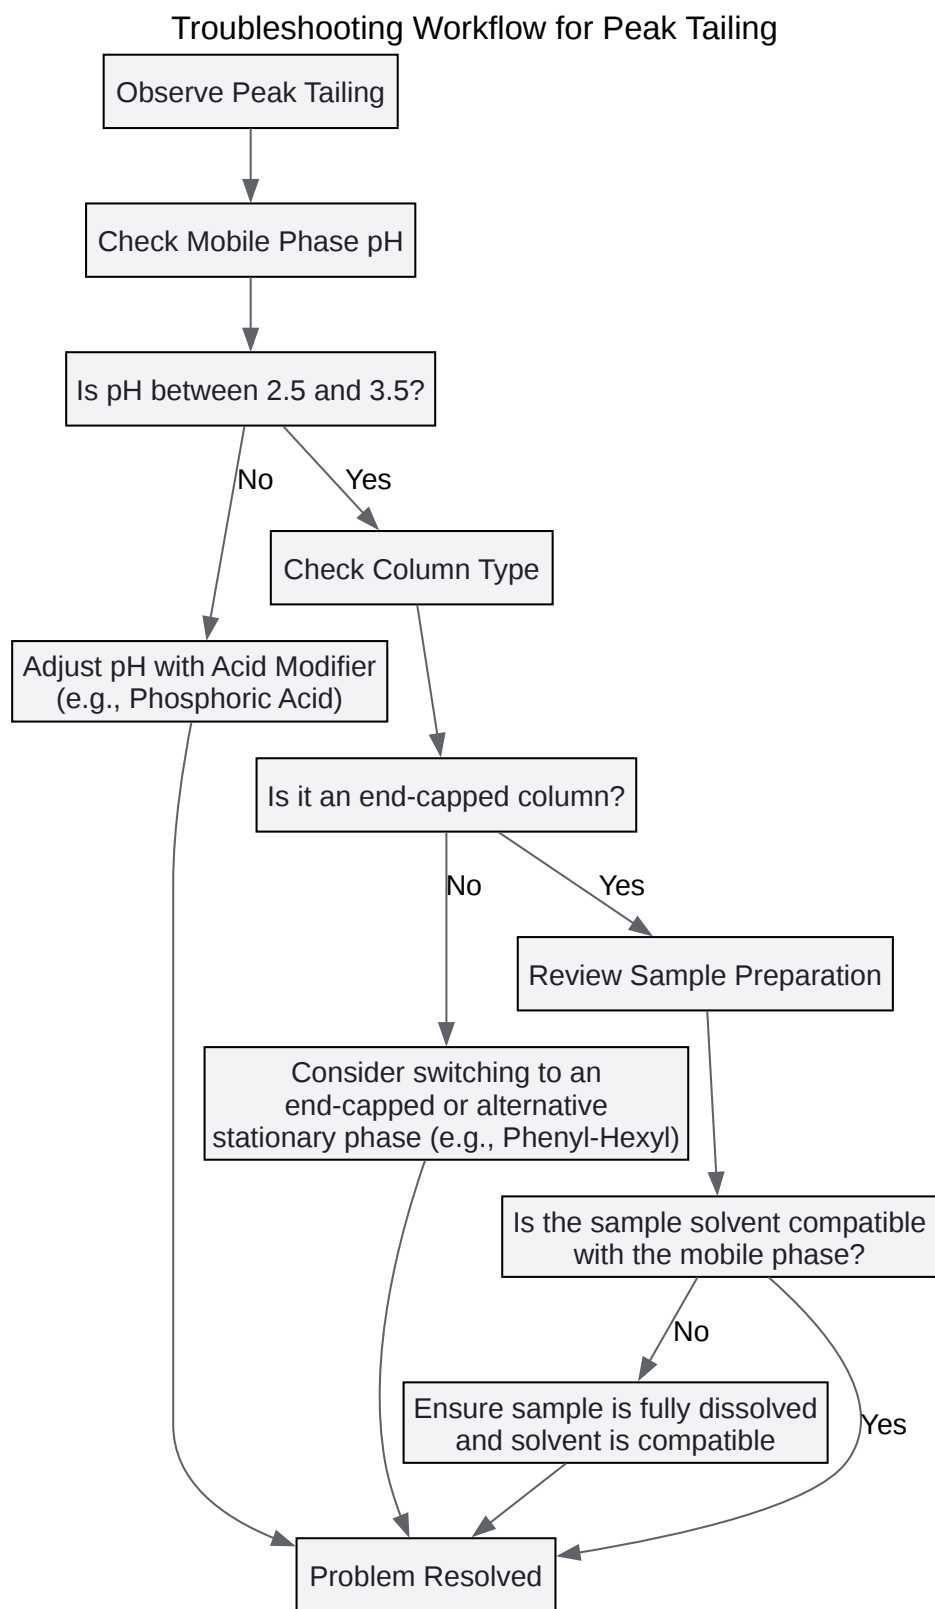 Troubleshooting Workflow for Peak Tailing
Observe Peak Tailing
Check Mobile Phase pH
Is pH between 2.5 and 3.5?
No
Yes
Check Column Type
Adjust pH with Acid Modifier
(e.g., Phosphoric Acid)
Is it an end-capped column?
No
Yes
Review Sample Preparation
Consider switching to an
end-capped or alternative
stationary phase (e.g., Phenyl-Hexyl)
Is the sample solvent compatible
with the mobile phase?
No
Ensure sample is fully dissolved
and solvent is compatible
Yes
Problem Resolved